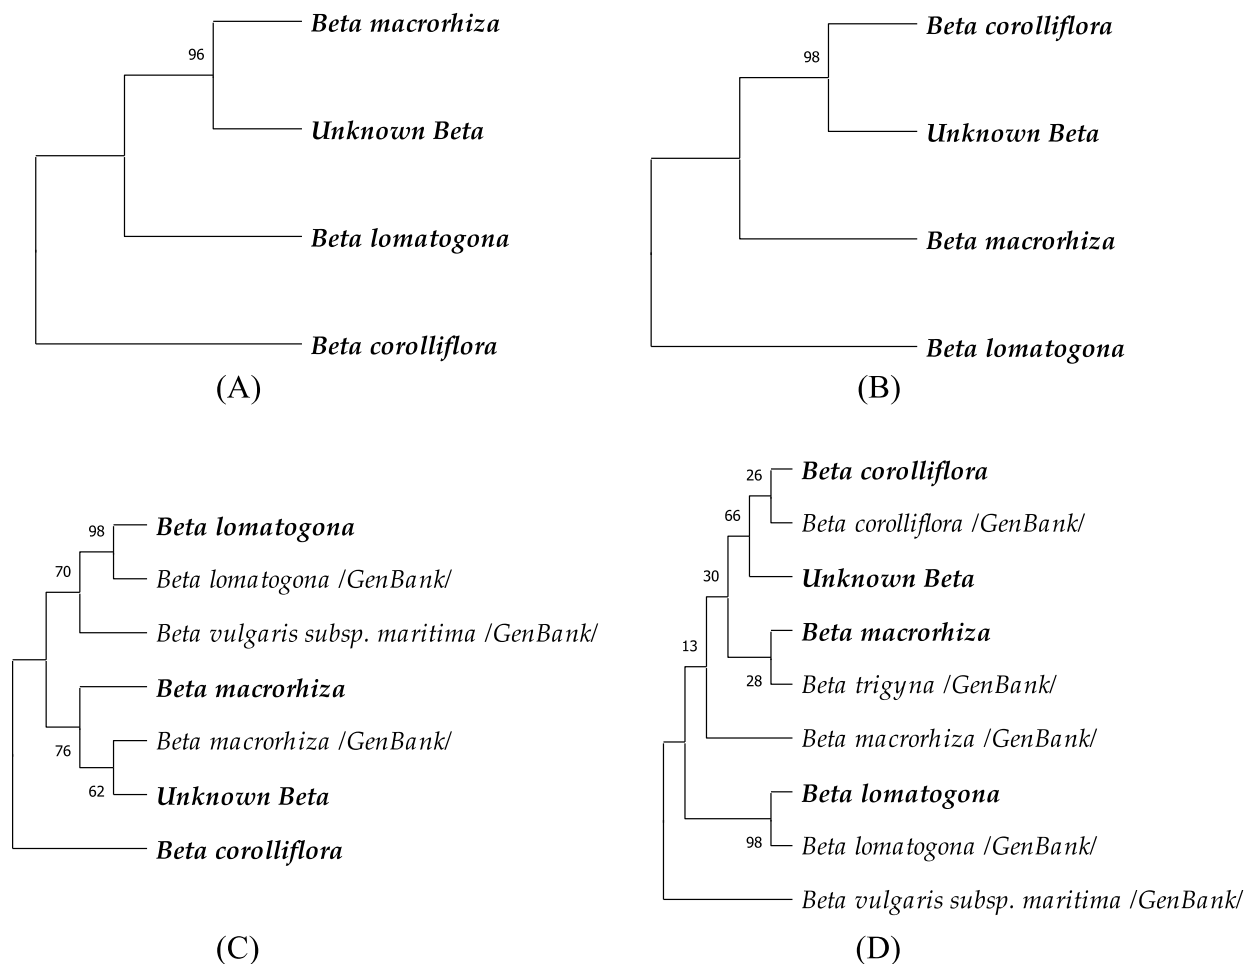 Beta macrorhiza
96
Unknown Beta
Beta lomatogona
Beta corolliflora
(A)
Beta corolliflora
98
Unknown Beta
Beta macrorhiza
Beta lomatogona
(B)
Beta lomatogona
98
Beta lomatogona /GenBank/
70
Beta vulgaris subsp. maritima /GenBank/
Beta macrorhiza
Beta macrorhiza /GenBank/
76
62
Unknown Beta
Beta corolliflora
(C)
Beta corolliflora
26
66
Beta corolliflora /GenBank/
30
Unknown Beta
Beta macrorhiza
13
28
Beta trigyna /GenBank/
Beta macrorhiza /GenBank/
Beta lomatogona
98
Beta lomatogona /GenBank/
Beta vulgaris subsp. maritima /GenBank/
(D)